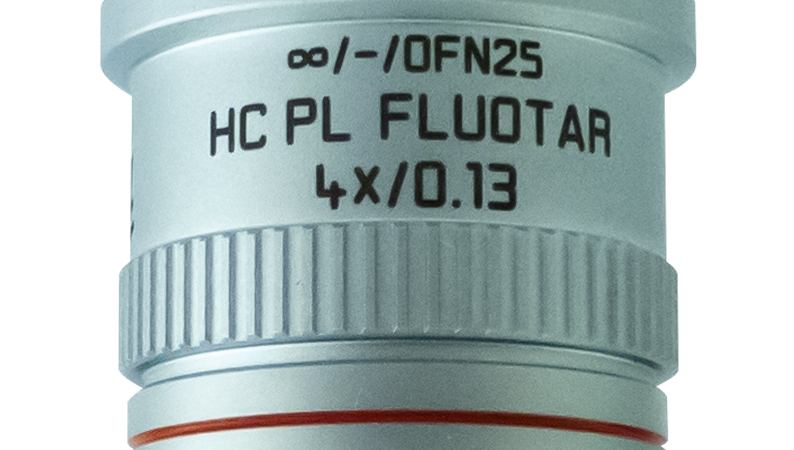 ∞/-/OFN25
HC PL FLUOTAR
4x/0.13